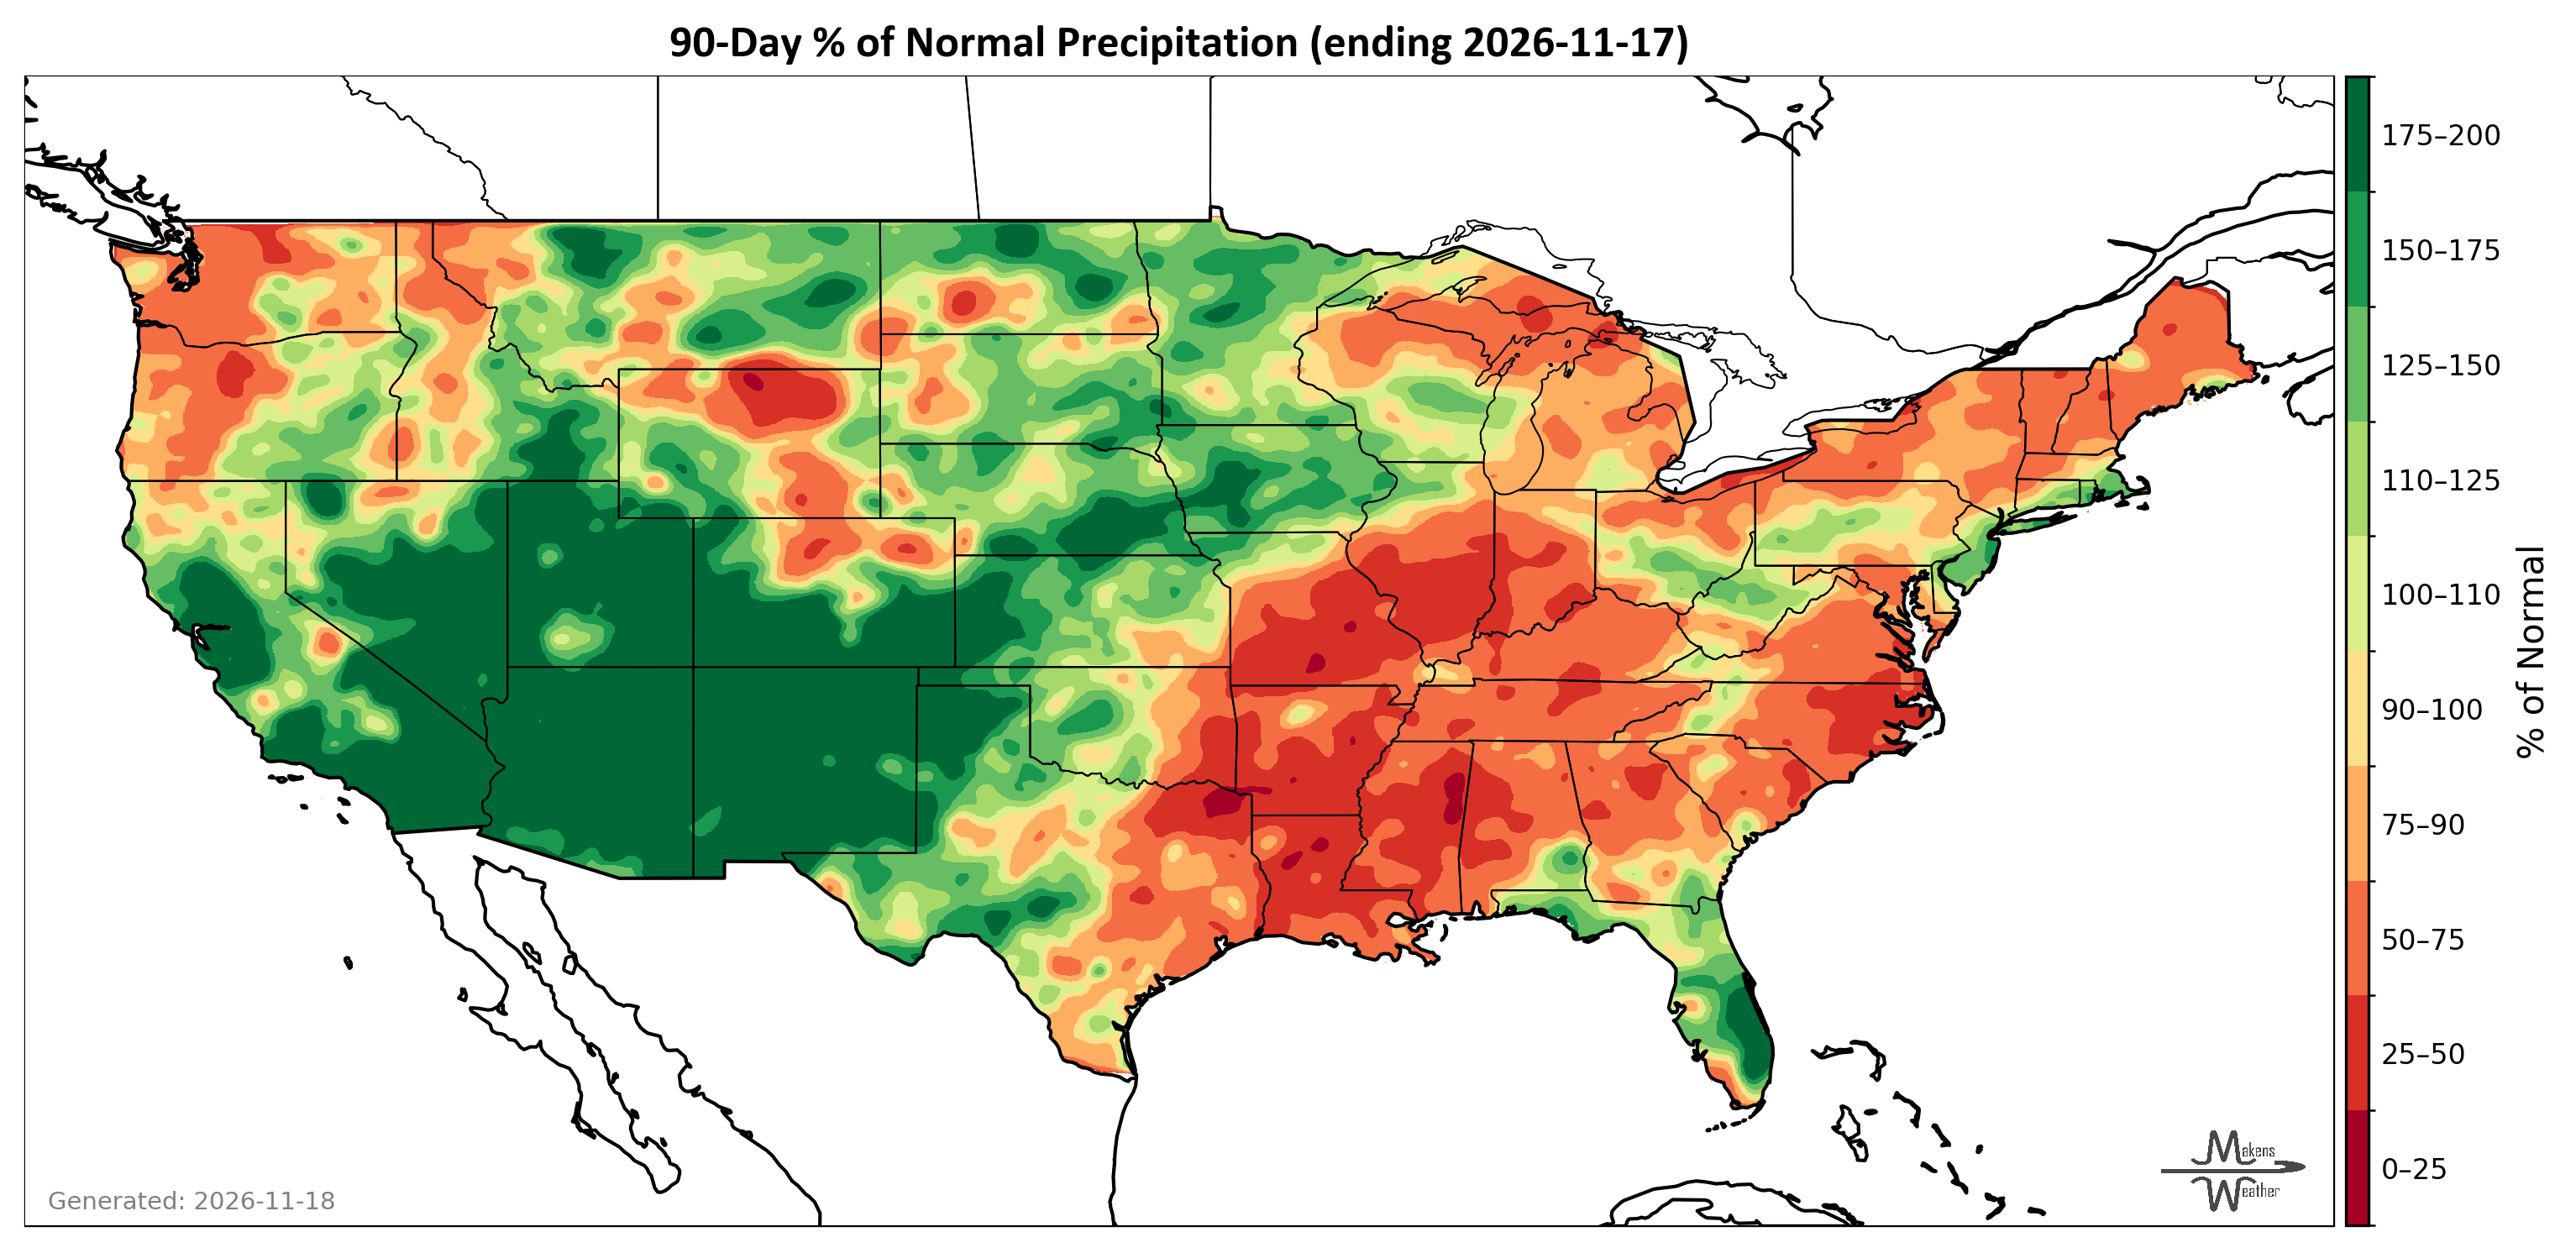 90-Day % of Normal Precipitation (ending 2026-11-17)
175–200
150–175
125–150
110–125
100–110
90–100
75–90
50–75
25–50
0–25
% of Normal
Generated: 2026-11-18
Makens
Weather